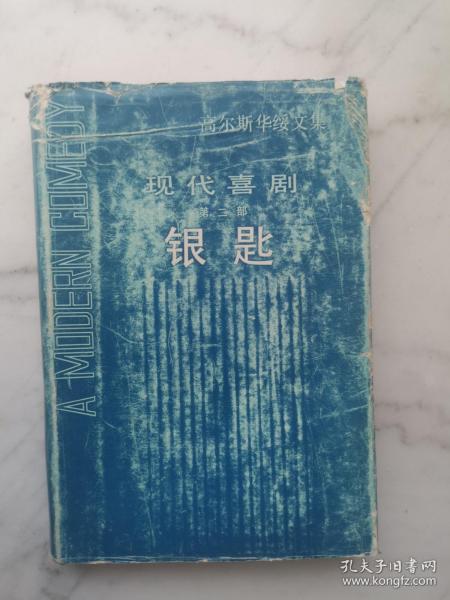 高尔斯华绥文集
现代喜剧
第二部
银匙
A MODERN COMEDY
孔夫子旧书网
www.kongfz.com